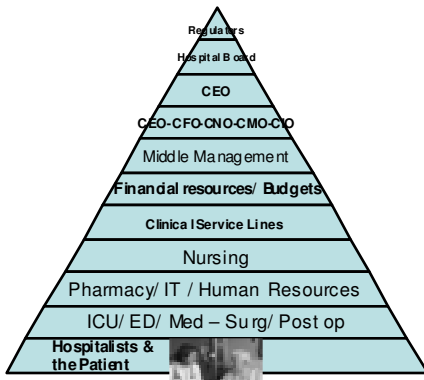 Regulators
Hospital Board
CEO
CEO-CFO-CNO-CMO-CIO
Middle Management
Financial resources/ Budgets
Clinical Service Lines
Nursing
Pharmacy/ IT / Human Resources
ICU/ ED/ Med – Surg/ Post op
Hospitalists &
the Patient